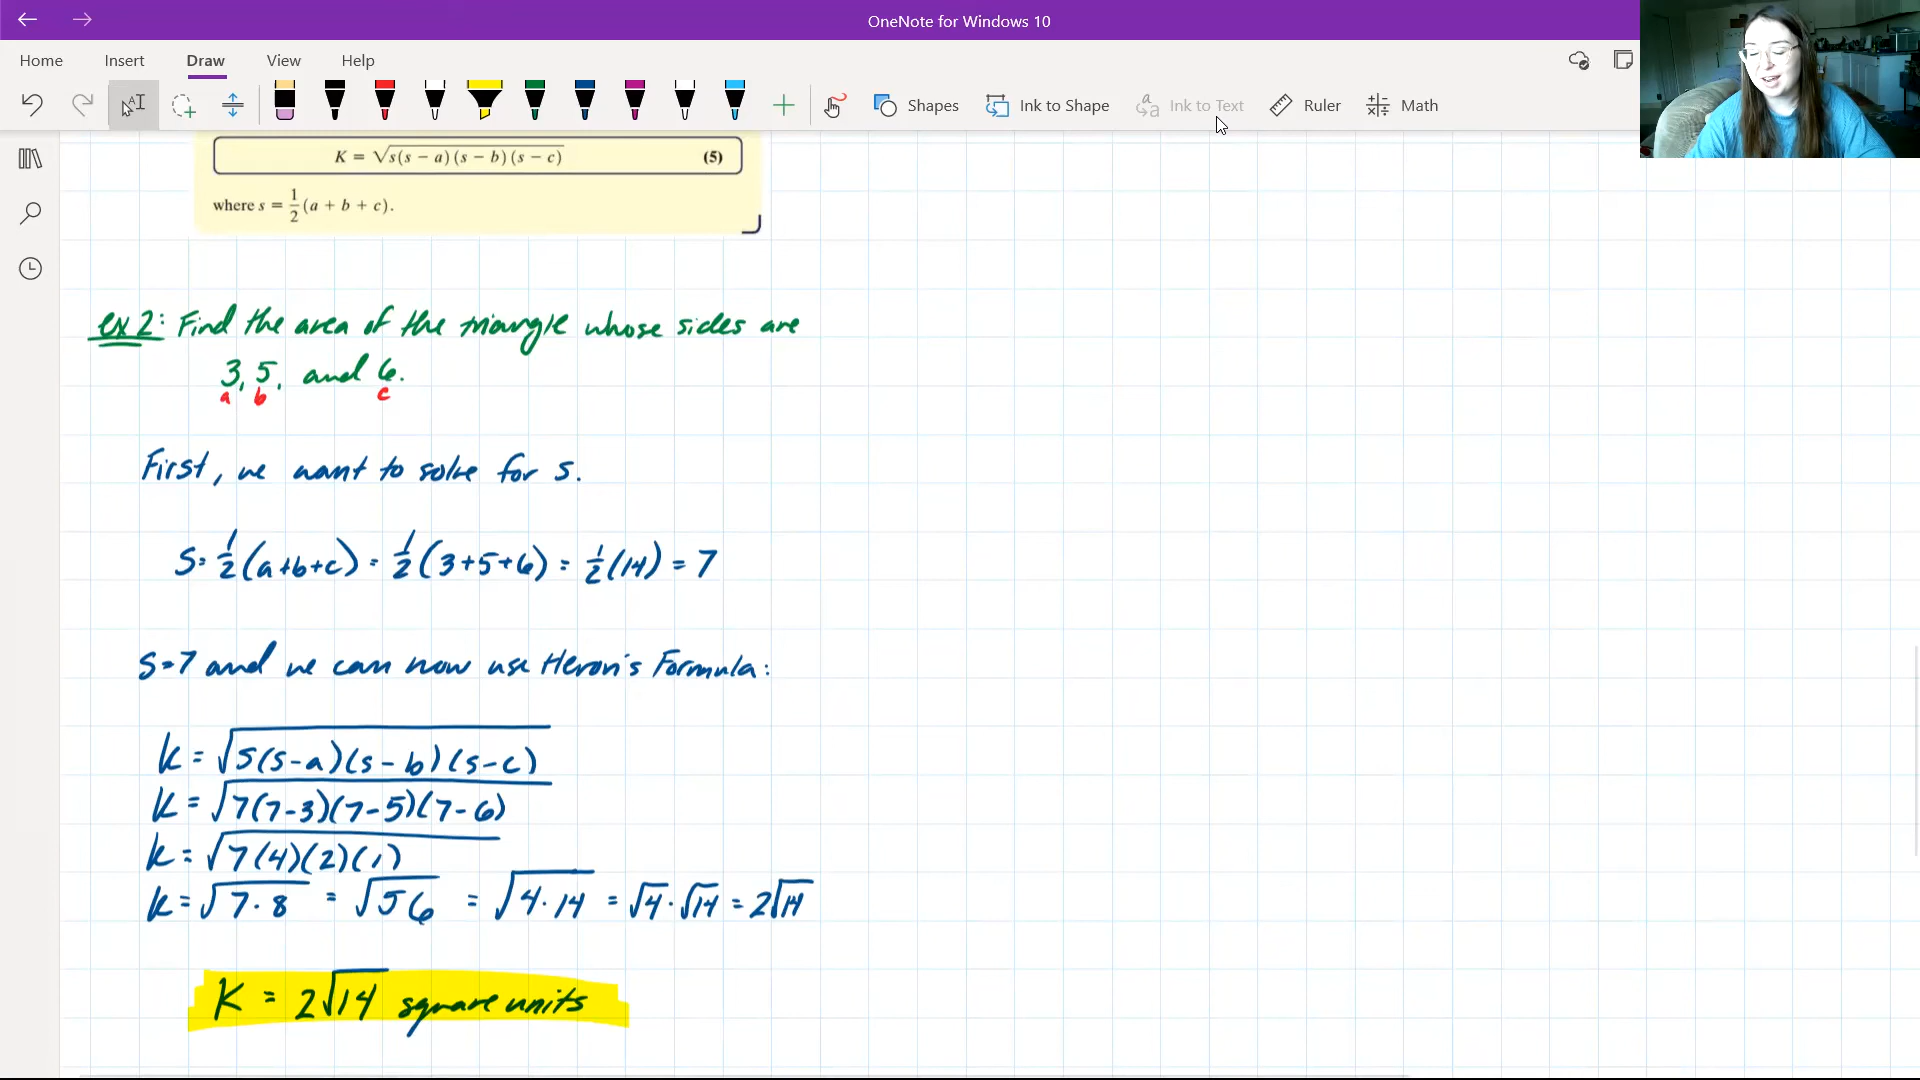 OneNote for Windows 10
Home Insert Draw View Help
Shapes Ink to Shape Ink to Text Ruler Math
K = √s(s − a)(s − b)(s − c) (5)
where s = 1/2 (a + b + c).
ex 2: Find the area of the triangle whose sides are
3, 5, and 6.
a b c
First, we want to solve for s.
S = 1/2 (a+b+c) = 1/2 (3+5+6) = 1/2 (14) = 7
S=7 and we can now use Heron's Formula:
K = √s(s-a)(s-b)(s-c)
K = √7(7-3)(7-5)(7-6)
K = √7(4)(2)(1)
K = √7·8 = √56 = √4·14 = √4·√14 = 2√14
K = 2√14 square units